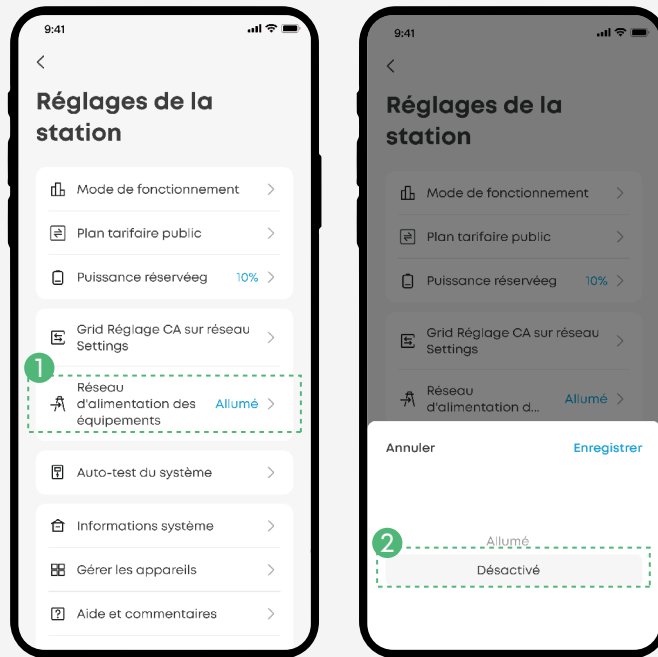 9:41
Réglages de la
station
Mode de fonctionnement
Plan tarifaire public
Puissance réservéeg 10%
Grid Réglage CA sur réseau
Settings
1
Réseau
d'alimentation des
équipements
Allumé
Auto-test du système
Informations système
Gérer les appareils
Aide et commentaires
9:41
Réglages de la
station
Mode de fonctionnement
Plan tarifaire public
Puissance réservéeg 10%
Grid Réglage CA sur réseau
Settings
Réseau
d'alimentation d...
Allumé
Annuler Enregistrer
Allumé
2
Désactivé